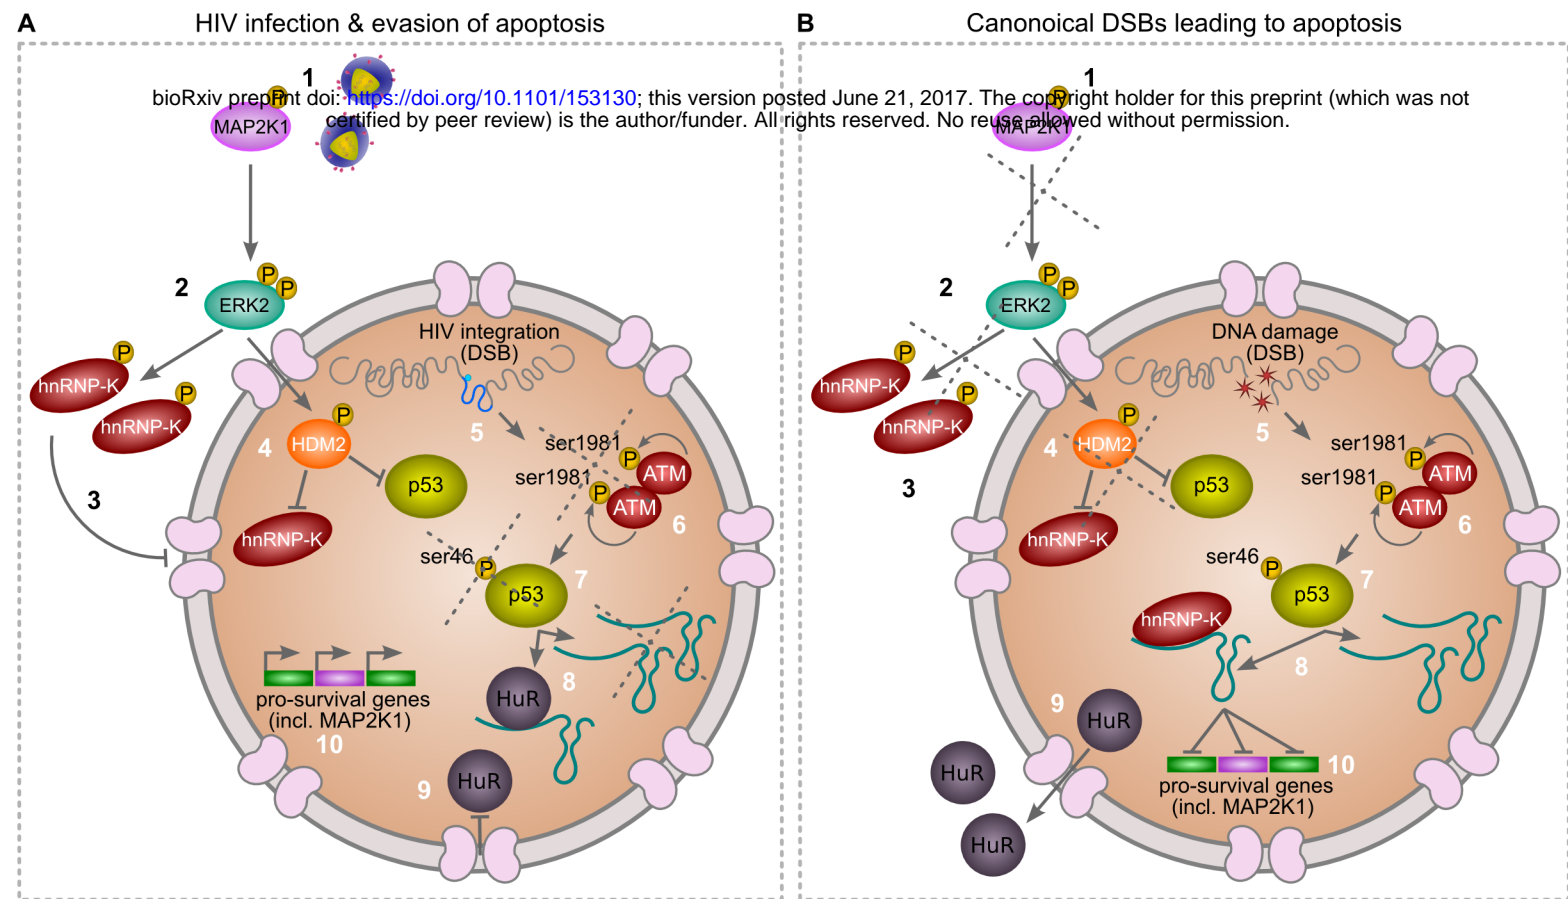 A
HIV infection & evasion of apoptosis
B
Canonoical DSBs leading to apoptosis
1
P
MAP2K1
1
P
MAP2K1
bioRxiv preprint doi: https://doi.org/10.1101/153130; this version posted June 21, 2017. The copyright holder for this preprint (which was not
certified by peer review) is the author/funder. All rights reserved. No reuse allowed without permission.
2
ERK2
P
P
hnRNP-K
P
hnRNP-K
P
3
4
HDM2
P
p53
hnRNP-K
HIV integration
(DSB)
5
ser1981
P
ATM
ser1981
P
ATM
6
ser46
P
p53
7
HuR
8
HuR
9
pro-survival genes
(incl. MAP2K1)
10
2
ERK2
P
P
hnRNP-K
P
hnRNP-K
P
3
4
HDM2
P
p53
hnRNP-K
DNA damage
(DSB)
5
ser1981
P
ATM
ser1981
P
ATM
6
ser46
P
p53
7
hnRNP-K
8
9
HuR
HuR
HuR
10
pro-survival genes
(incl. MAP2K1)